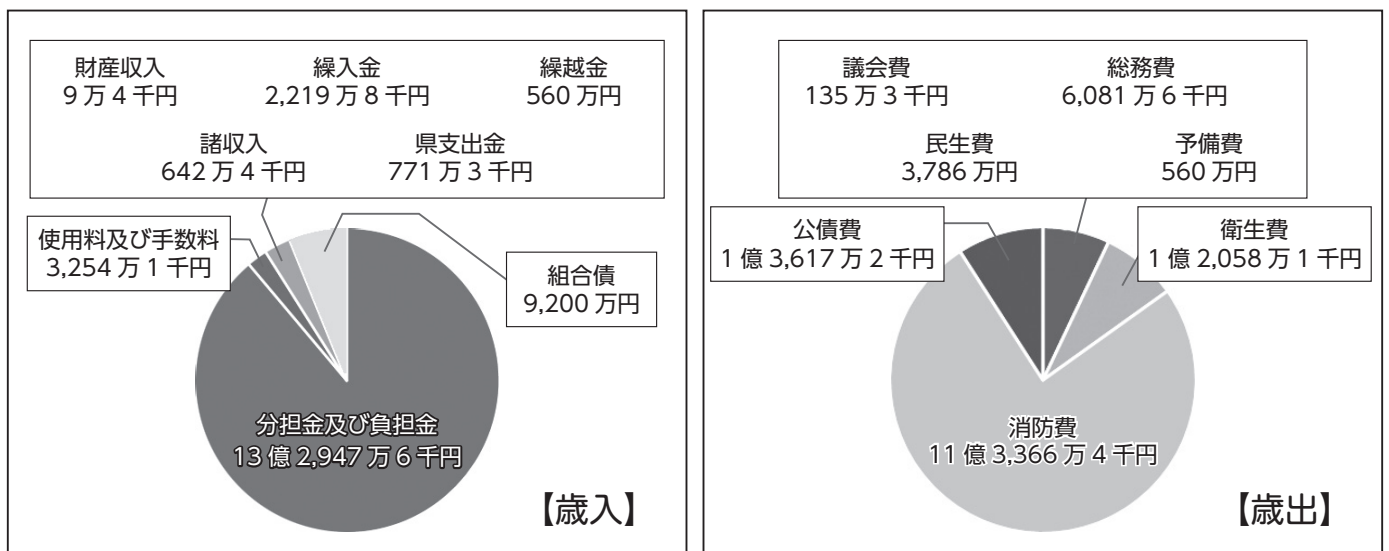 財産収入
9万4千円
繰入金
2,219万8千円
繰越金
560万円
諸収入
642万4千円
県支出金
771万3千円
使用料及び手数料
3,254万1千円
組合債
9,200万円
分担金及び負担金
13億2,947万6千円
【歳入】
議会費
135万3千円
総務費
6,081万6千円
民生費
3,786万円
予備費
560万円
公債費
1億3,617万2千円
衛生費
1億2,058万1千円
消防費
11億3,366万4千円
【歳出】